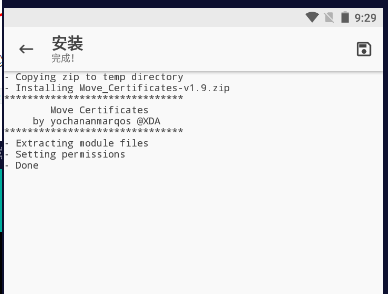 9:29
安装
完成!
- Copying zip to temp directory
- Installing Move_Certificates-v1.9.zip
*******************************
Move Certificates
by yochananmarqos @XDA
*******************************
- Extracting module files
- Setting permissions
- Done